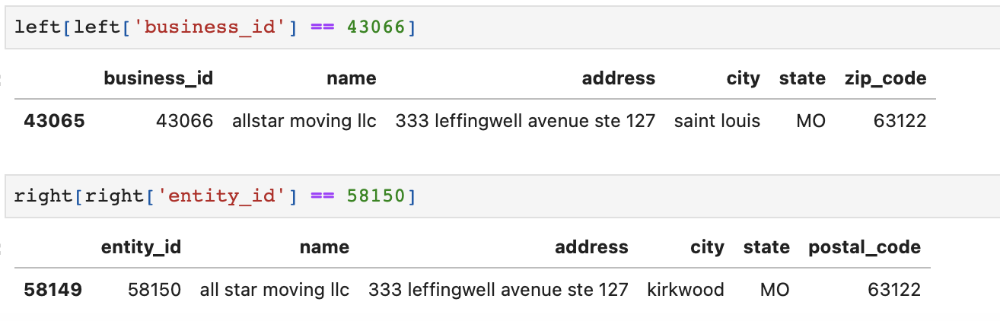 left[left['business_id'] == 43066]
business_id name address city state zip_code
43065 43066 allstar moving llc 333 leffingwell avenue ste 127 saint louis MO 63122
right[right['entity_id'] == 58150]
entity_id name address city state postal_code
58149 58150 all star moving llc 333 leffingwell avenue ste 127 kirkwood MO 63122